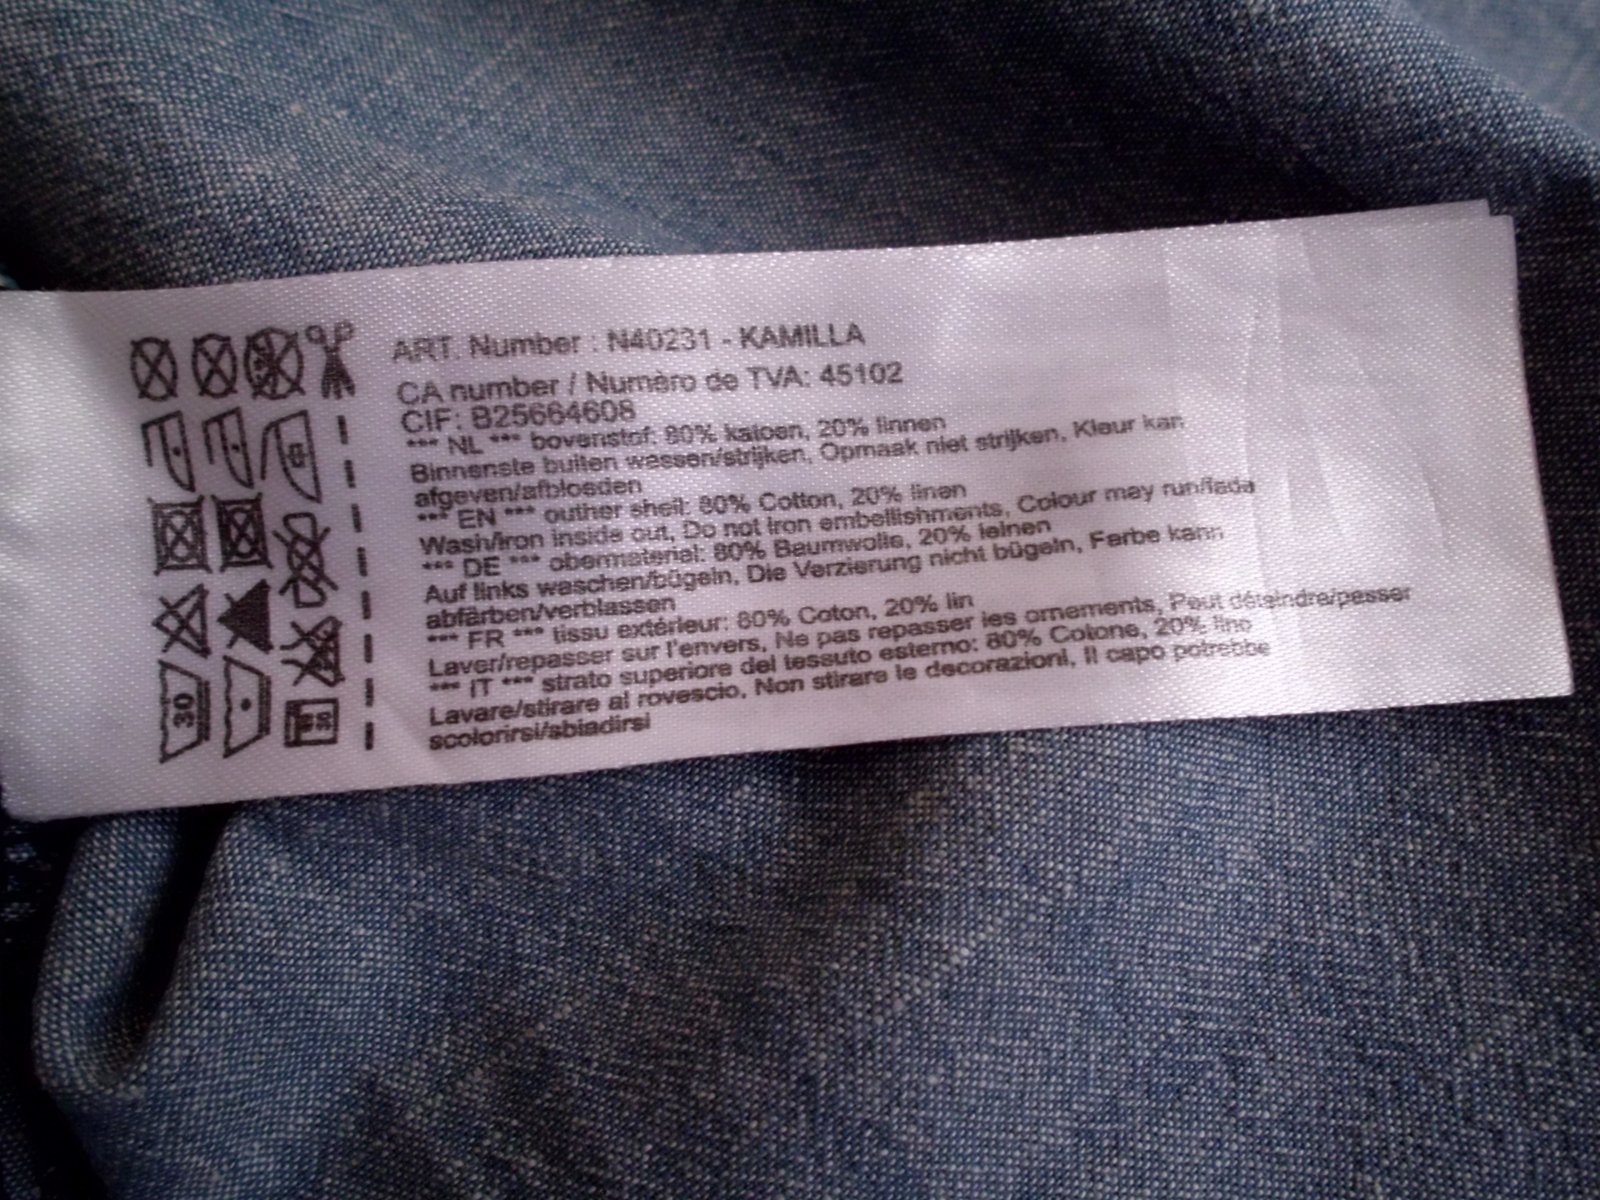 ART. Number : N40231 - KAMILLA
CA number / Numéro de TVA: 45102
CIF: B25664608
*** NL *** bovenstof: 80% katoen, 20% linnen
Binnenste buiten wassen/strijken, Opmaak niet strijken, Kleur kan
afgeven/afbloeden
*** EN *** outher shell: 80% Cotton, 20% linen
Wash/iron inside out, Do not Iron embellishments, Colour may run/fada
*** DE *** obermaterial: 80% Baumwolle, 20% leinen
Auf links waschen/bügeln, Die Verzierung nicht bügeln, Farbe kann
abfärben/verblassen
*** FR *** tissu extérieur: 80% Coton, 20% lin
Laver/repasser sur l'envers, Ne pas repasser les ornements, Peut déteindre/passer
*** IT *** strato superiore del tessuto esterno: 80% Cotone, 20% lino
Lavare/stirare al rovescio, Non stirare le decorazioni, Il capo potrebbe
scolorirsi/sbiadirsi
30
30